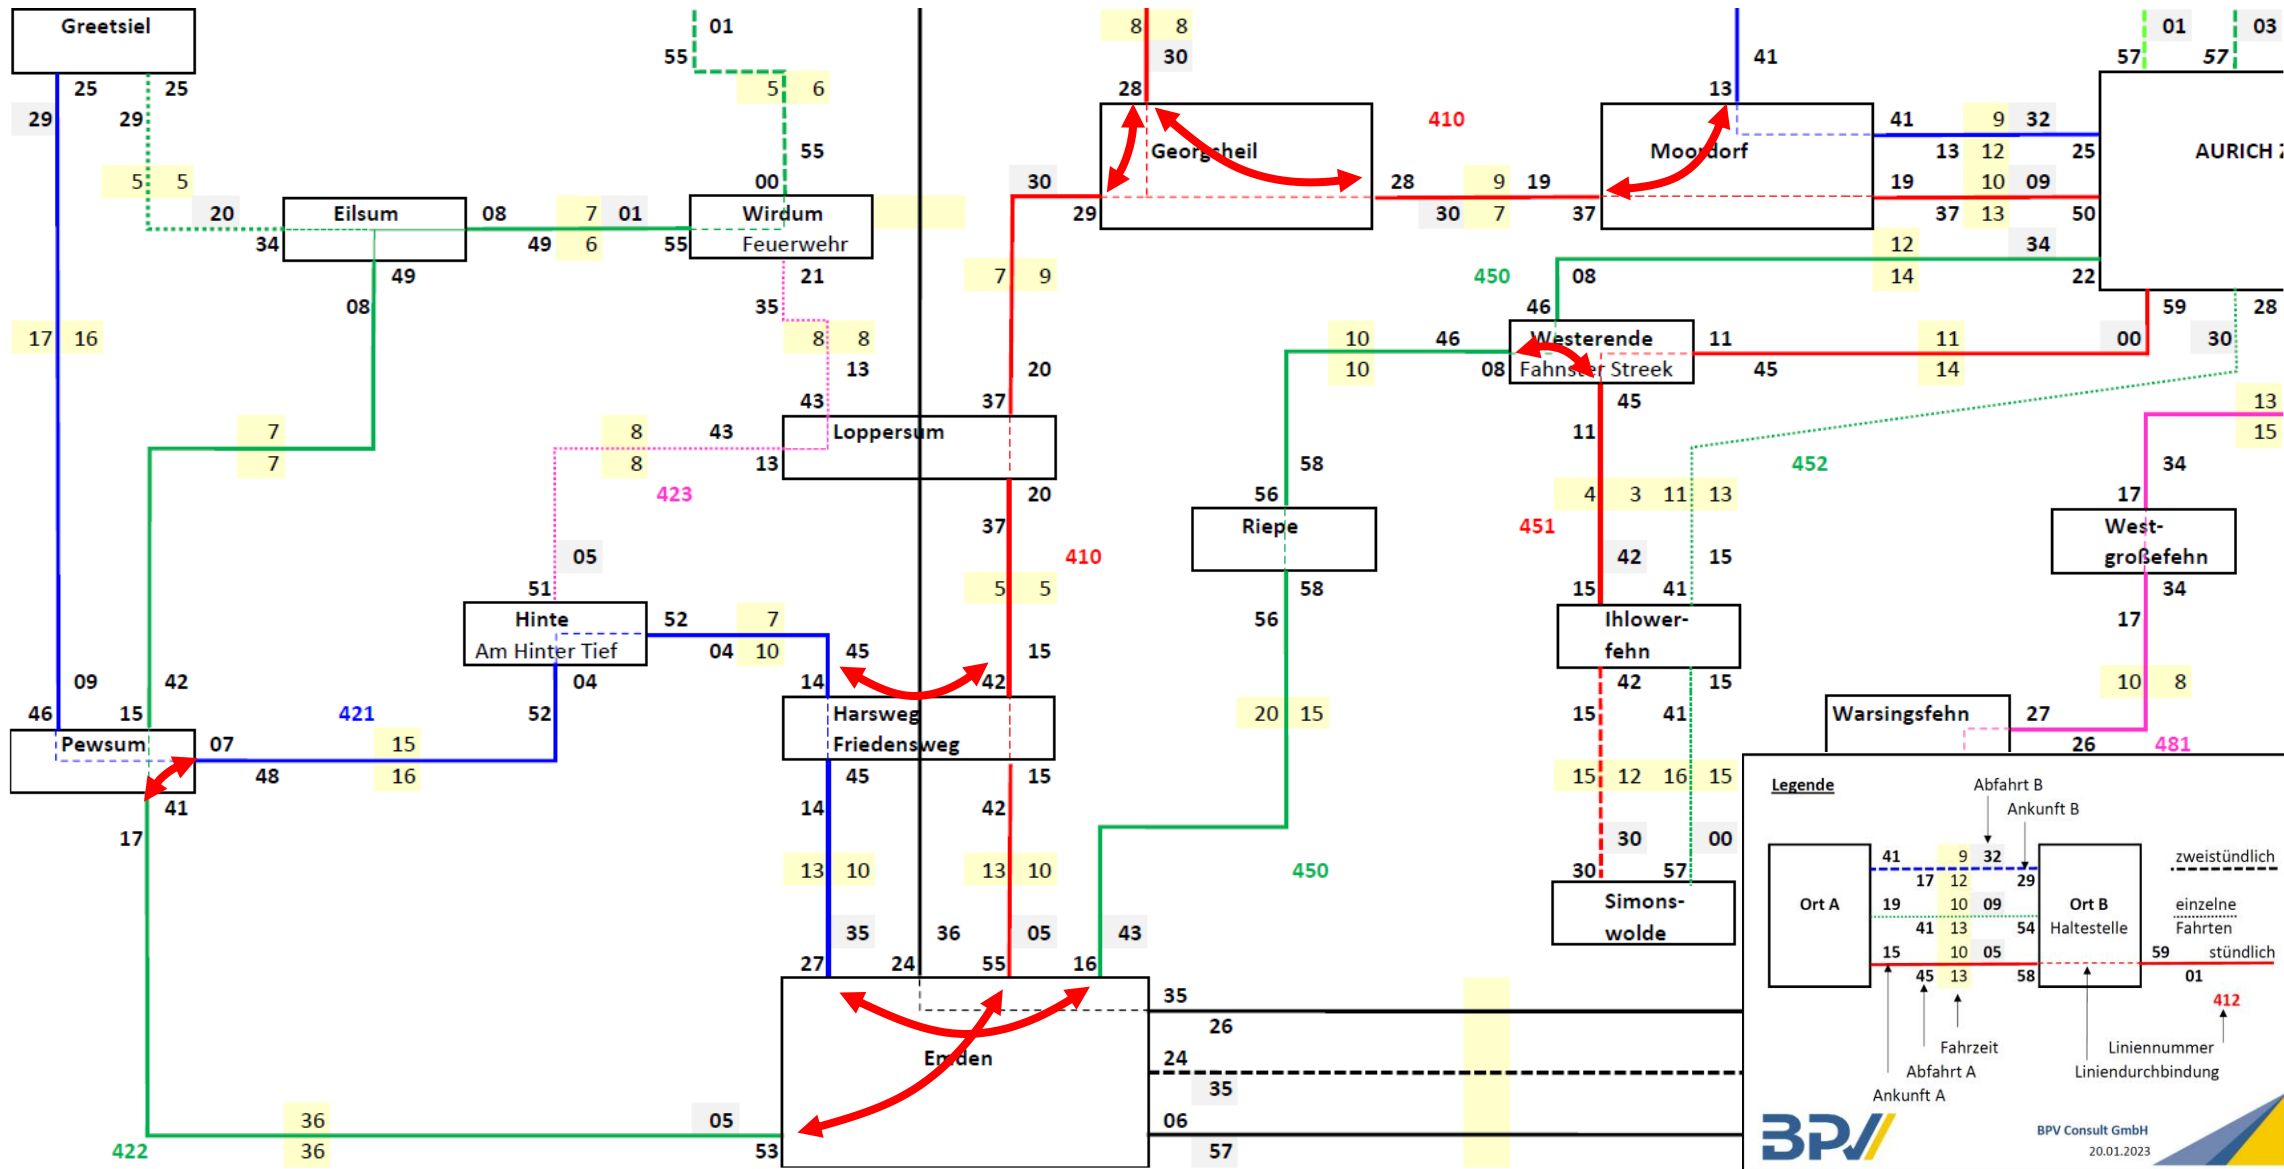 Greetsiel
25 25
29 29
5 5
20
34
Eilsum
08 7 01
49 6 55
49
08
01
55
5 6
55
00
Wirdum
Feuerwehr
21
35
8 8
13
43
8 8
30
28
Georgsheil
30
29
7 9
20
37
410
28 9 19
30 7 37
41
13
Moordorf
41 9 32
13 12 25
19 10 09
37 13 50
01
57
03
57
AURICH
12 34
14 22
450
08
46
59 28
00 30
Westerende
Fahnster Streek
10 46
10 08
11 11
45 14
45
11
17 16
7
7
8 43
8 13
423
Loppersum
20
37
410
5 5
15
42
58
56
Riepe
58
56
20 15
450
4 3 11 13
451
452
42 15
15 41
Ihlower-
fehn
42 15
15 41
15 12 16 15
30 00
30 57
Simons-
wolde
13
15
34
17
West-
großefehn
34
17
10 8
Warsingsfehn
27
26
481
05
51
Hinte
Am Hinter Tief
52 7
04 10
04
52
45
14
Harsweg
Friedensweg
45 15
14 42
13 10 13 10
35 36 05 43
27 24 55 16
09 42
46 15
Pewsum
07 421 15
48 16
41
17
36 05
36 53
422
Emden
35
26
24
35
06
57
Legende
Abfahrt B
Ankunft B
41 9 32
17 12 29
19 10 09
41 13 54
15 10 05
45 13 58
Ort A
Ort B
Haltestelle
59
01
412
zweistündlich
einzelne
Fahrten
stündlich
Fahrzeit
Abfahrt A
Ankunft A
Liniennummer
Liniendurchbindung
BPV
BPV Consult GmbH
20.01.2023